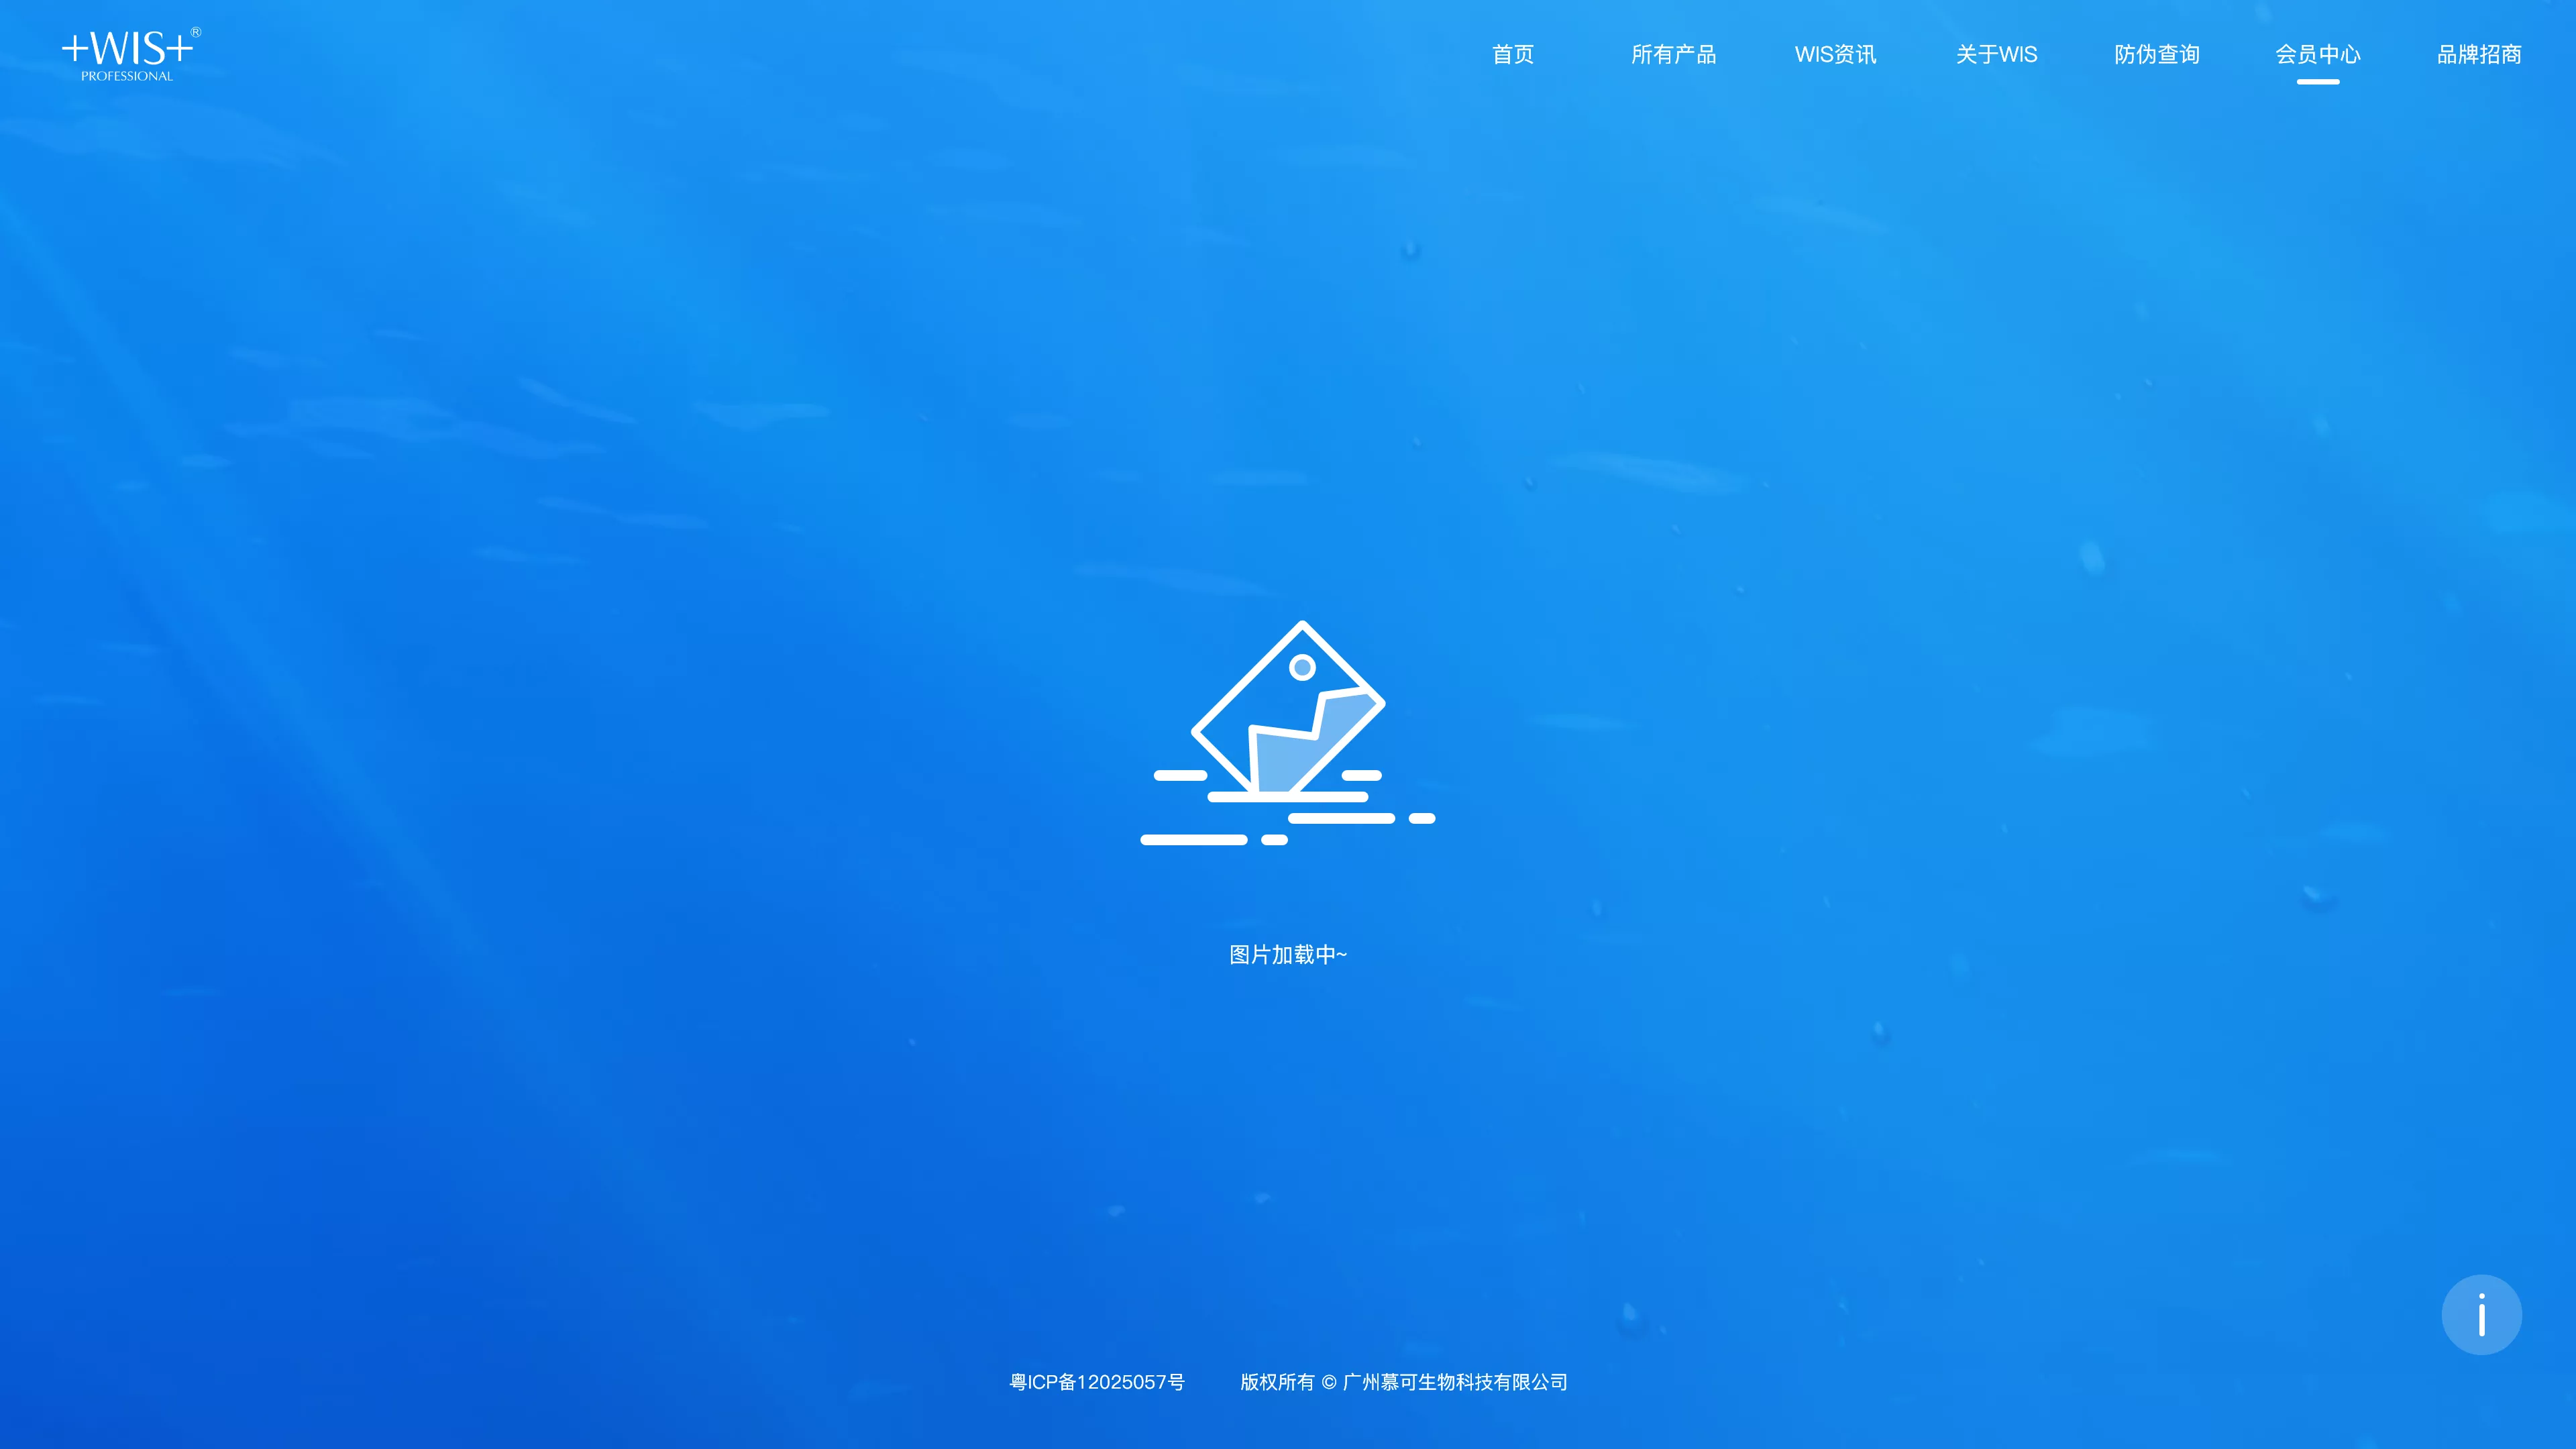 +WIS+®
PROFESSIONAL
首页 所有产品 WIS资讯 关于WIS 防伪查询 会员中心 品牌招商
图片加载中~
粤ICP备12025057号 版权所有 © 广州慕可生物科技有限公司